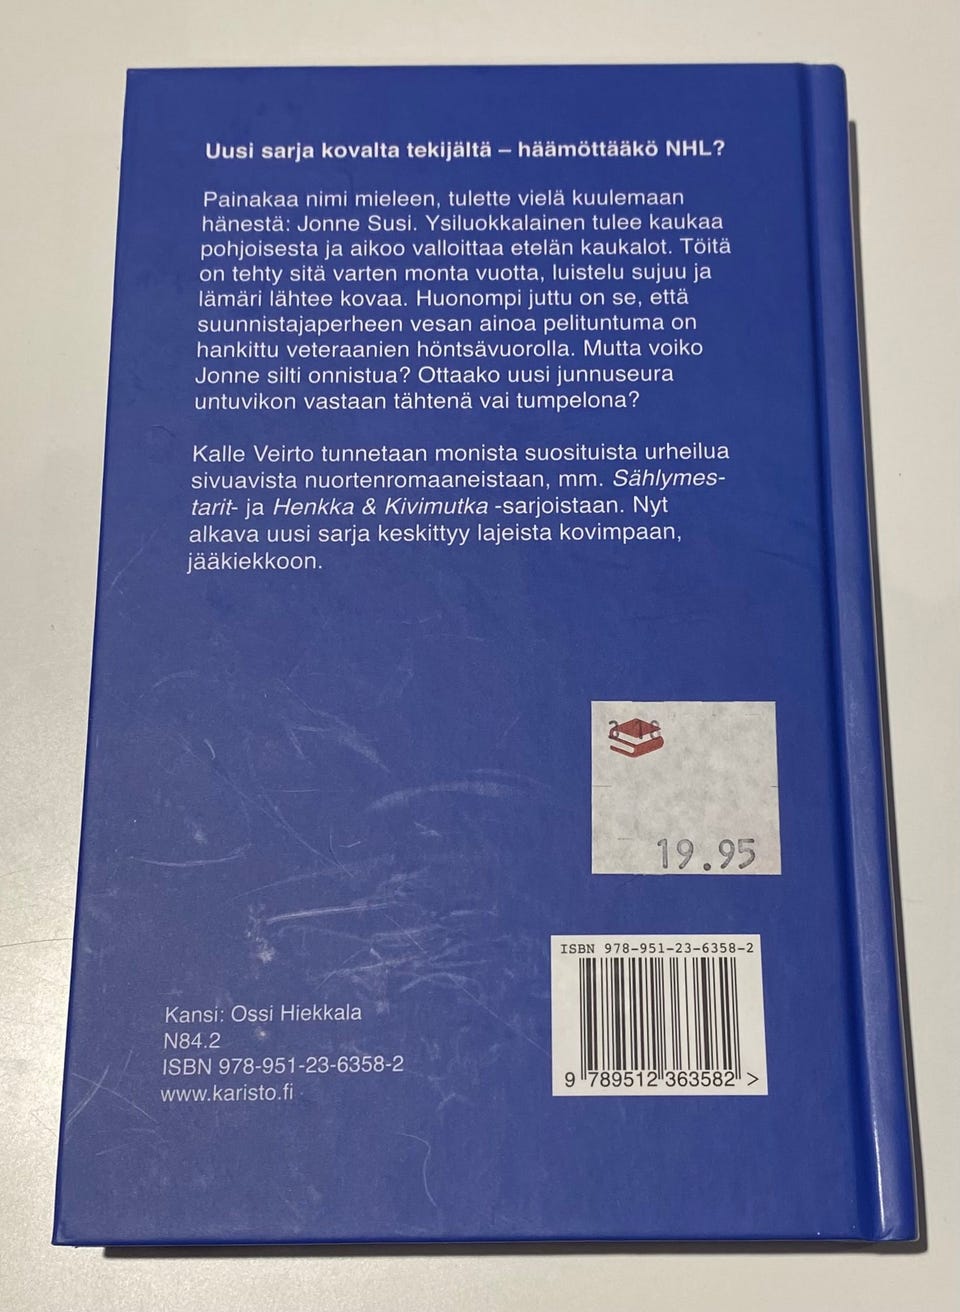 Uusi sarja kovalta tekijältä – häämöttääkö NHL?
Painakaa nimi mieleen, tulette vielä kuulemaan
hänestä: Jonne Susi. Ysiluokkalainen tulee kaukaa
pohjoisesta ja aikoo valloittaa etelän kaukalot. Töitä
on tehty sitä varten monta vuotta, luistelu sujuu ja
lämäri lähtee kovaa. Huonompi juttu on se, että
suunnistajaperheen vesan ainoa pelituntuma on
hankittu veteraanien höntsävuorolla. Mutta voiko
Jonne silti onnistua? Ottaako uusi junnuseura
untuvikon vastaan tähtenä vai tumpelona?
Kalle Veirto tunnetaan monista suosituista urheilua
sivuavista nuortenromaaneistaan, mm. Sählymes-
tarit- ja Henkka & Kivimutka -sarjoistaan. Nyt
alkava uusi sarja keskittyy lajeista kovimpaan,
jääkiekkoon.
19.95
ISBN 978-951-23-6358-2
9 789512 363582 >
Kansi: Ossi Hiekkala
N84.2
ISBN 978-951-23-6358-2
www.karisto.fi